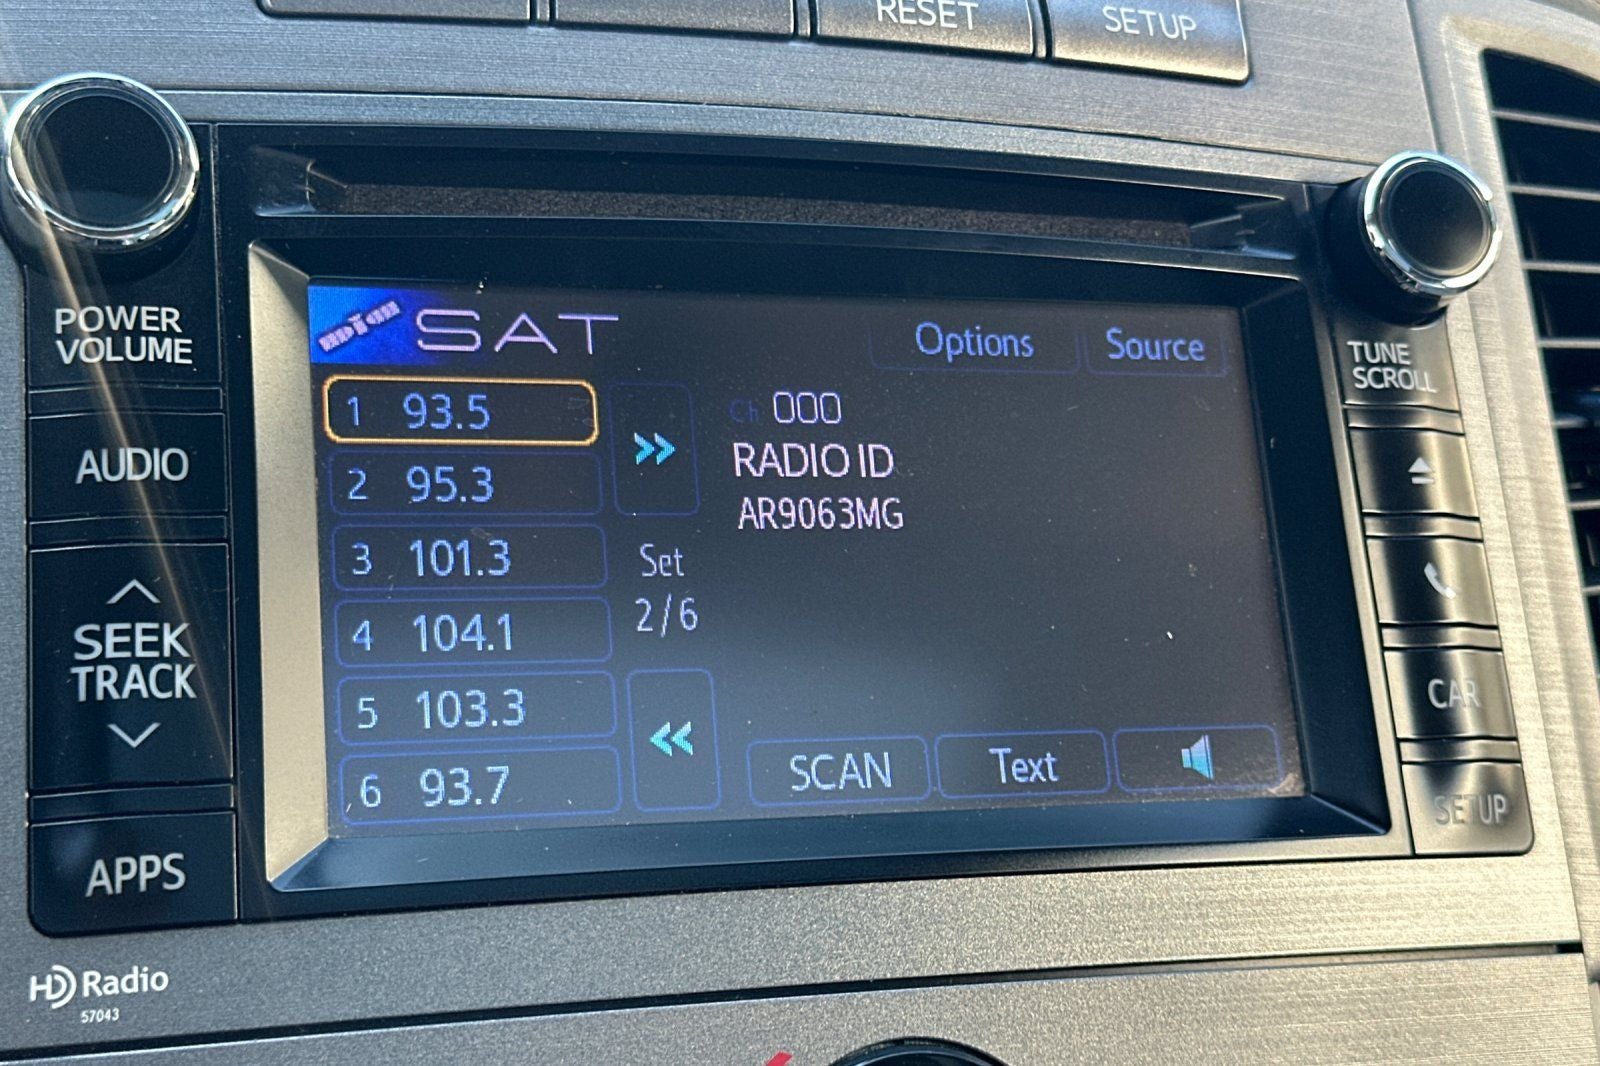 RESET
SETUP
POWER
VOLUME
AUDIO
SEEK
TRACK
APPS
HD Radio
57043
SAT
Options
Source
1 93.5
2 95.3
3 101.3
4 104.1
5 103.3
6 93.7
Set
2/6
Ch 000
RADIO ID
AR9063MG
SCAN
Text
TUNE
SCROLL
CAR
SETUP